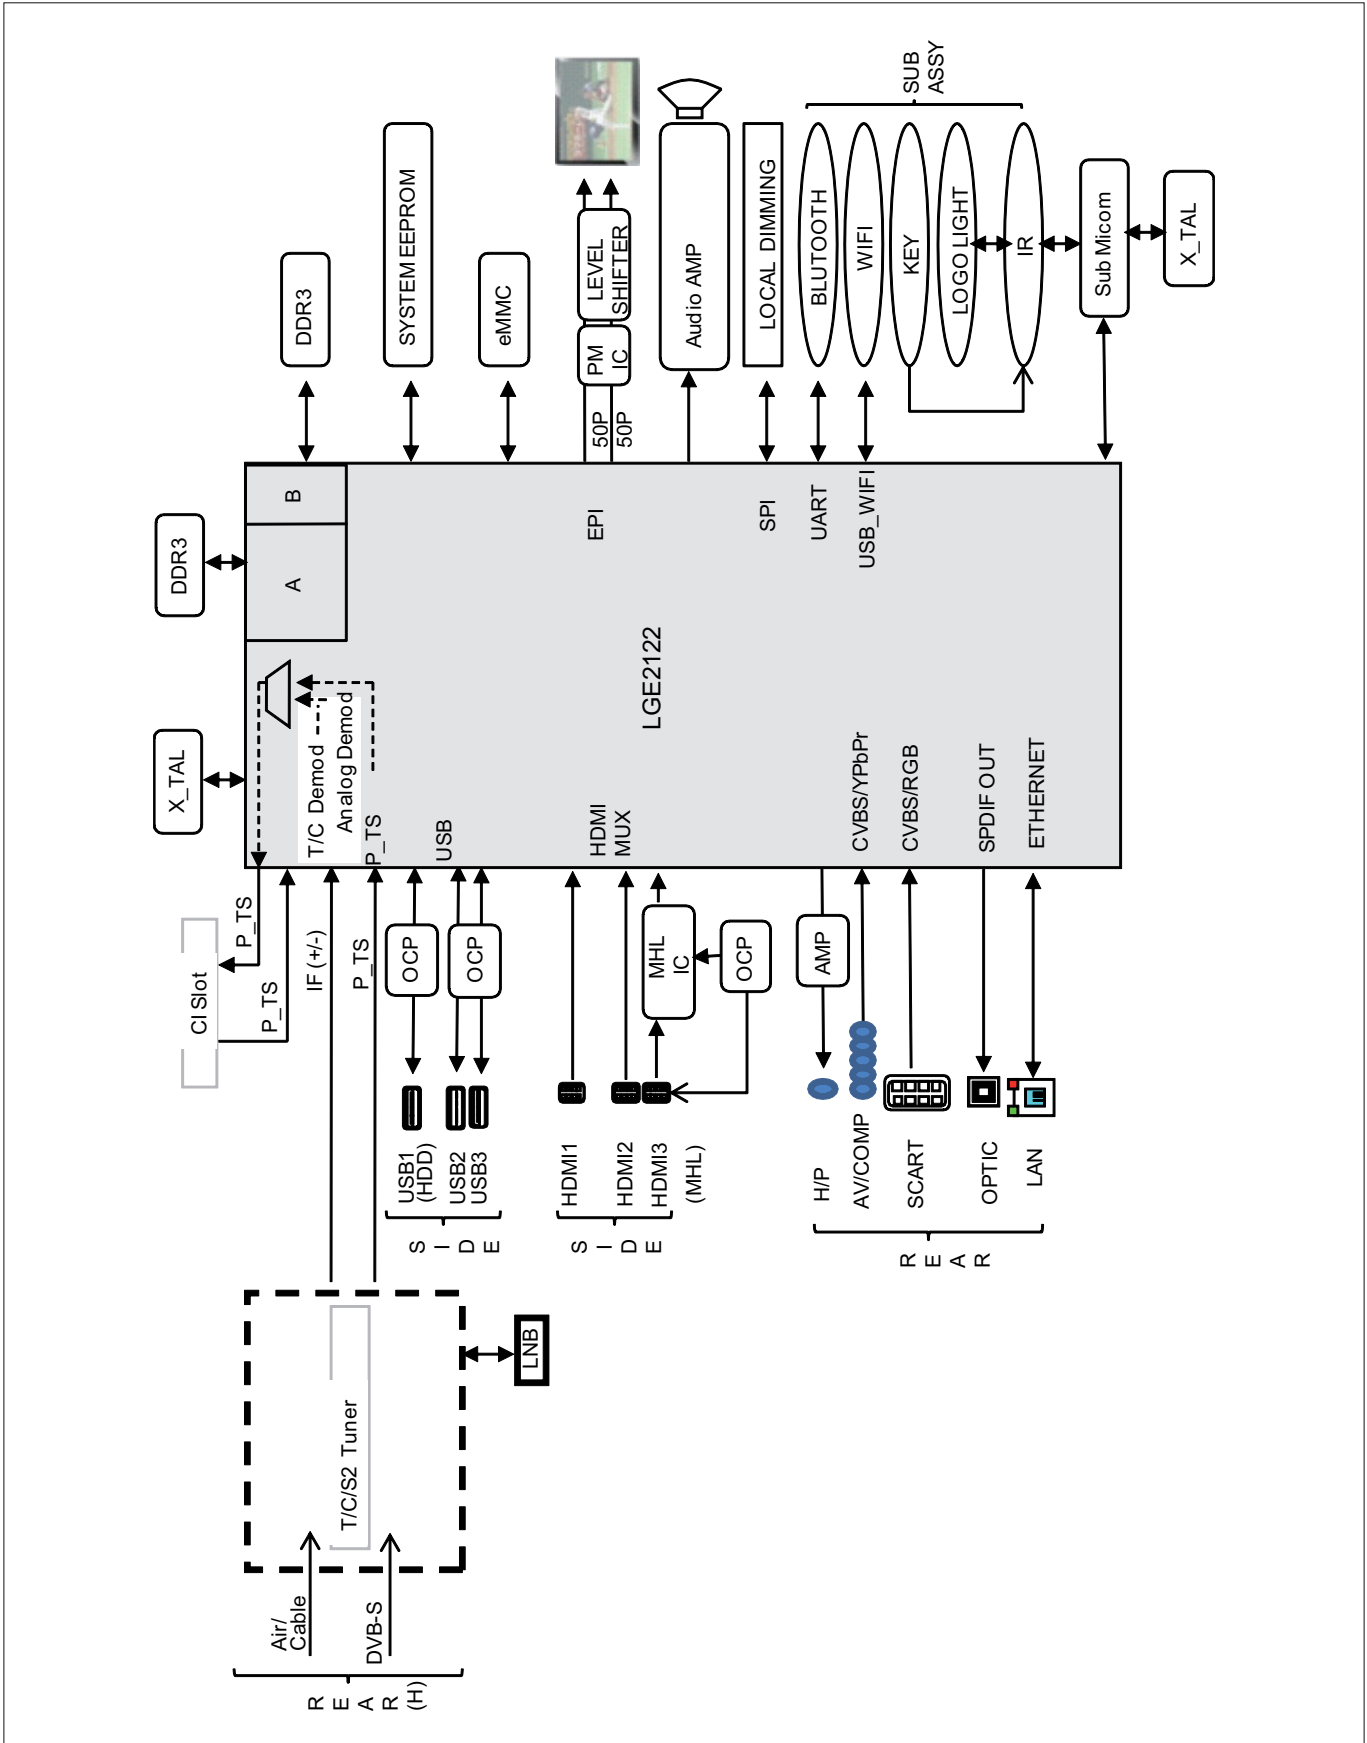 REAR
(H)
Air/
Cable
DVB-S
T/C/S2 Tuner
LNB
CI Slot
P_TS
P_TS
IF (+/-)
P_TS
X_TAL
DDR3
T/C Demod
Analog Demod
P_TS
A
B
DDR3
SYSTEM EEPROM
eMMC
SIDE
USB1
(HDD)
USB2
USB3
OCP
OCP
USB
SIDE
HDMI1
HDMI2
HDMI3
(MHL)
MHL
IC
OCP
HDMI
MUX
LGE2122
EPI
50P
50P
PM
IC
LEVEL
SHIFTER
Audio AMP
SPI
LOCAL DIMMING
UART
BLUTOOTH
USB_WIFI
WIFI
KEY
LOGO LIGHT
IR
SUB
ASSY
Sub Micom
X_TAL
REAR
H/P
AMP
AV/COMP
CVBS/YPbPr
SCART
CVBS/RGB
OPTIC
SPDIF OUT
LAN
ETHERNET